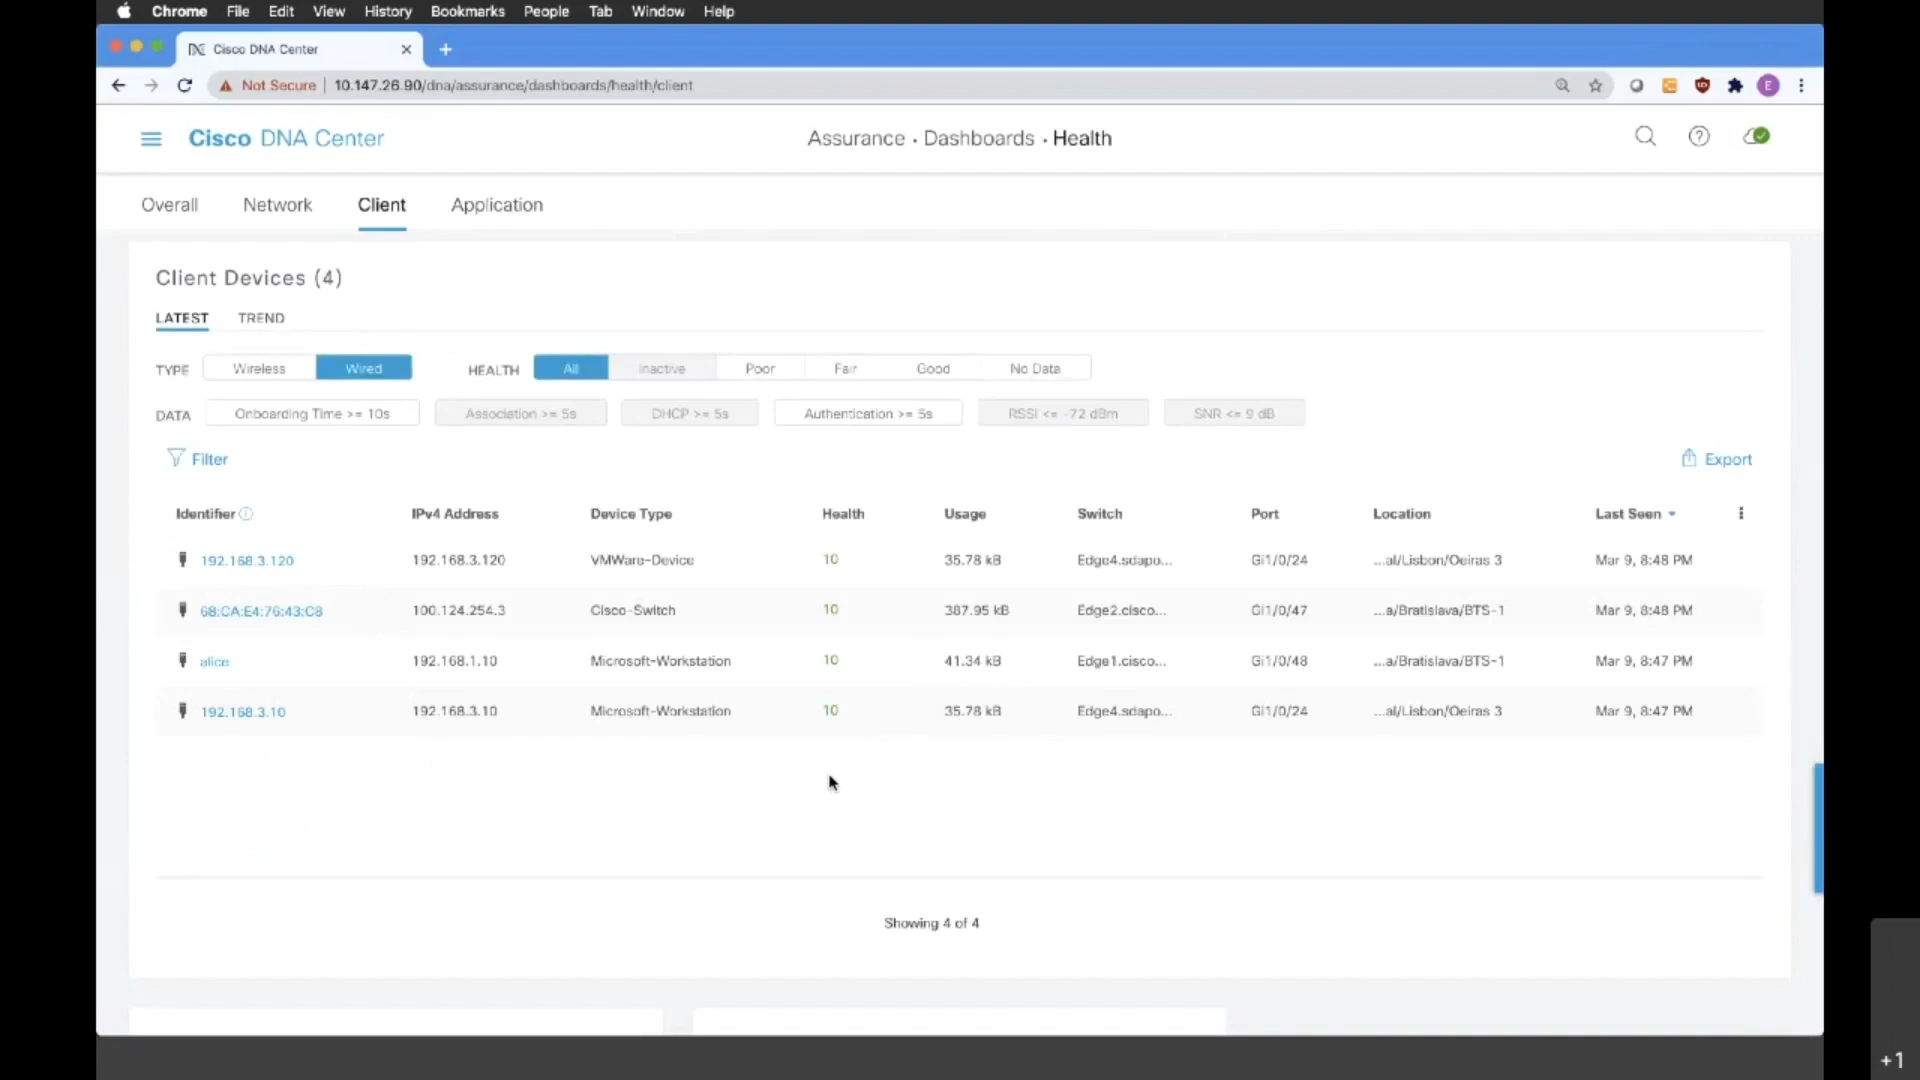 Chrome File Edit View History Bookmarks People Tab Window Help
Cisco DNA Center
Not Secure | 10.147.26.90/dna/assurance/dashboards/health/client
E
Cisco DNA Center
Assurance · Dashboards · Health
Overall Network Client Application
Client Devices (4)
LATEST TREND
TYPE Wireless Wired HEALTH All Inactive Poor Fair Good No Data
DATA Onboarding Time >= 10s Association >= 5s DHCP >= 5s Authentication >= 5s RSSI <= -72 dBm SNR <= 9 dB
Filter Export
Identifier IPv4 Address Device Type Health Usage Switch Port Location Last Seen
192.168.3.120 192.168.3.120 VMWare-Device 10 35.78 kB Edge4.sdapo... Gi1/0/24 ...al/Lisbon/Oeiras 3 Mar 9, 8:48 PM
68:CA:E4:76:43:C8 100.124.254.3 Cisco-Switch 10 387.95 kB Edge2.cisco... Gi1/0/47 ...a/Bratislava/BTS-1 Mar 9, 8:48 PM
alice 192.168.1.10 Microsoft-Workstation 10 41.34 kB Edge1.cisco... Gi1/0/48 ...a/Bratislava/BTS-1 Mar 9, 8:47 PM
192.168.3.10 192.168.3.10 Microsoft-Workstation 10 35.78 kB Edge4.sdapo... Gi1/0/24 ...al/Lisbon/Oeiras 3 Mar 9, 8:47 PM
Showing 4 of 4
+1